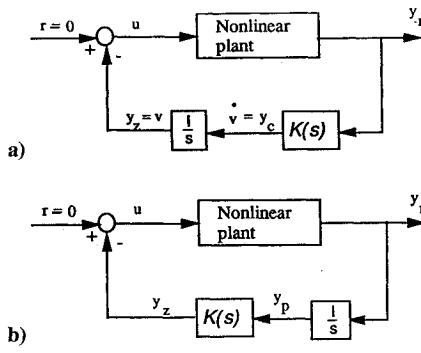 r = 0
u
Nonlinear
plant
+
-
y_z = v
1/s
v̇ = y_c
K(s)
a)
r = 0
u
Nonlinear
plant
+
-
y_z
K(s)
y_p
1/s
b)